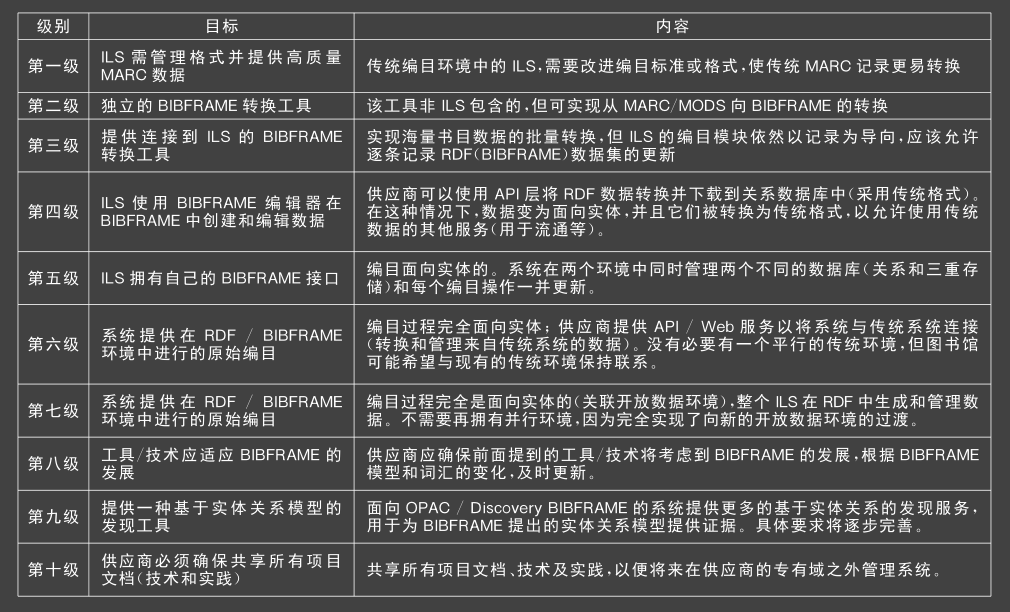 级别 目标 内容
第一级
ILS 需管理格式并提供高质量
MARC 数据
传统编目环境中的 ILS,需要改进编目标准或格式,使传统 MARC 记录更易转换
第二级 独立的 BIBFRAME 转换工具 该工具非 ILS 包含的,但可实现从 MARC/MODS 向 BIBFRAME 的转换
第三级
提供连接到 ILS 的 BIBFRAME
转换工具
实现海量书目数据的批量转换,但 ILS 的编目模块依然以记录为导向,应该允许
逐条记录 RDF(BIBFRAME)数据集的更新
第四级
ILS 使用 BIBFRAME 编辑器在
BIBFRAME 中创建和编辑数据
供应商可以使用 API 层将 RDF 数据转换并下载到关系数据库中(采用传统格式)。
在这种情况下,数据变为面向实体,并且它们被转换为传统格式,以允许使用传统
数据的其他服务(用于流通等)。
第五级 ILS 拥有自己的 BIBFRAME 接口
编目面向实体的。系统在两个环境中同时管理两个不同的数据库(关系和三重存
储)和每个编目操作一并更新。
第六级
系统提供在 RDF / BIBFRAME
环境中进行的原始编目
编目过程完全面向实体；供应商提供 API / Web 服务以将系统与传统系统连接
(转换和管理来自传统系统的数据)。没有必要有一个平行的传统环境,但图书馆
可能希望与现有的传统环境保持联系。
第七级
系统提供在 RDF / BIBFRAME
环境中进行的原始编目
编目过程完全是面向实体的(关联开放数据环境),整个 ILS 在 RDF 中生成和管理数
据。不需要再拥有并行环境,因为完全实现了向新的开放数据环境的过渡。
第八级
工具/技术应适应 BIBFRAME 的
发展
供应商应确保前面提到的工具/技术将考虑到 BIBFRAME 的发展,根据 BIBFRAME
模型和词汇的变化,及时更新。
第九级
提供一种基于实体关系模型的
发现工具
面向 OPAC / Discovery BIBFRAME 的系统提供更多的基于实体关系的发现服务,
用于为 BIBFRAME 提出的实体关系模型提供证据。具体要求将逐步完善。
第十级
供应商必须确保共享所有项目
文档(技术和实践)
共享所有项目文档、技术及实践,以便将来在供应商的专有域之外管理系统。